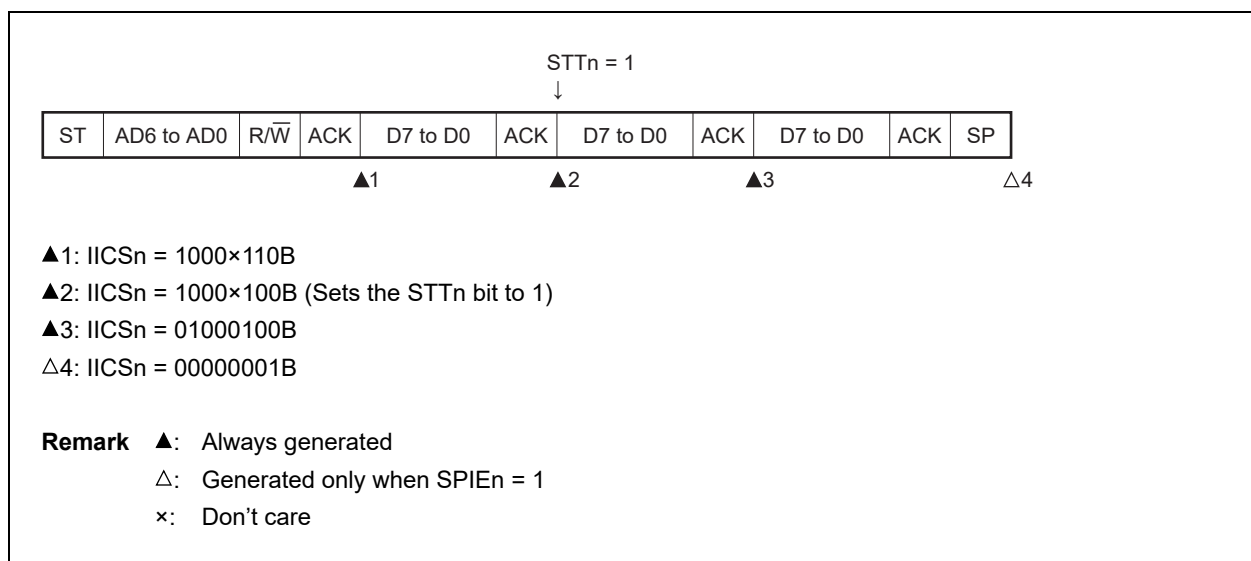 STTn = 1
↓
ST AD6 to AD0 R/W̅ ACK D7 to D0 ACK D7 to D0 ACK D7 to D0 ACK SP
▲1 ▲2 ▲3 △4
▲1: IICSn = 1000×110B
▲2: IICSn = 1000×100B (Sets the STTn bit to 1)
▲3: IICSn = 01000100B
△4: IICSn = 00000001B
Remark ▲: Always generated
△: Generated only when SPIEn = 1
×: Don't care